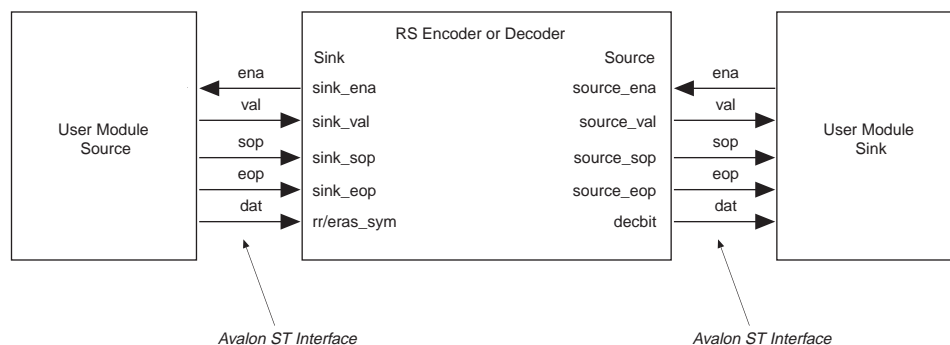 RS Encoder or Decoder
Sink Source
ena sink_ena source_ena ena
val sink_val source_val val
User Module
Source
User Module
Sink
sop sink_sop source_sop sop
eop sink_eop source_eop eop
dat rr/eras_sym decbit dat
Avalon ST Interface Avalon ST Interface